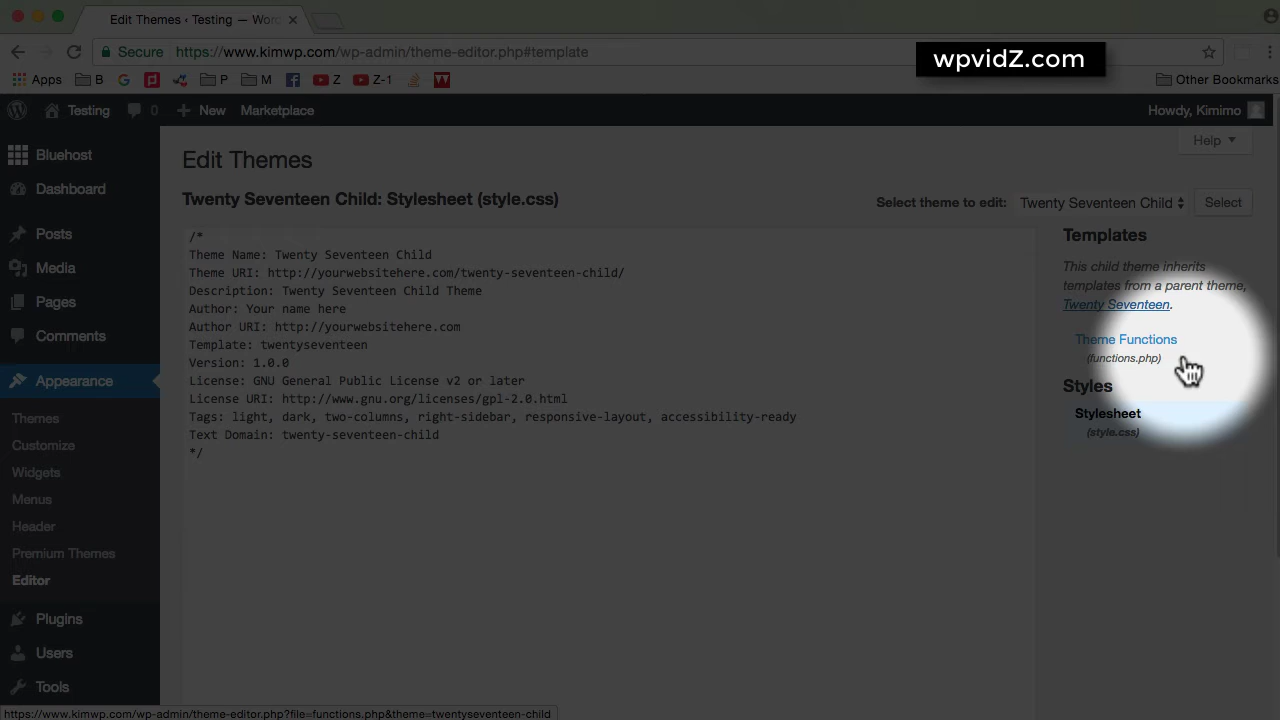 Edit Themes ‹ Testing — Word
Secure
https://www.kimwp.com/wp-admin/theme-editor.php#template
wpvidZ.com
Apps
B
P
M
Z
Z-1
Other Bookmarks
Testing
0
New
Marketplace
Howdy, Kimimo
Bluehost
Dashboard
Posts
Media
Pages
Comments
Appearance
Themes
Customize
Widgets
Menus
Header
Premium Themes
Editor
Plugins
Users
Tools
Help
Edit Themes
Twenty Seventeen Child: Stylesheet (style.css)
Select theme to edit:
Twenty Seventeen Child
Select
/*
Theme Name: Twenty Seventeen Child
Theme URI: http://yourwebsitehere.com/twenty-seventeen-child/
Description: Twenty Seventeen Child Theme
Author: Your name here
Author URI: http://yourwebsitehere.com
Template: twentyseventeen
Version: 1.0.0
License: GNU General Public License v2 or later
License URI: http://www.gnu.org/licenses/gpl-2.0.html
Tags: light, dark, two-columns, right-sidebar, responsive-layout, accessibility-ready
Text Domain: twenty-seventeen-child
*/
Templates
This child theme inherits
templates from a parent theme,
Twenty Seventeen.
Theme Functions
(functions.php)
Styles
Stylesheet
(style.css)
https://www.kimwp.com/wp-admin/theme-editor.php?file=functions.php&theme=twentyseventeen-child